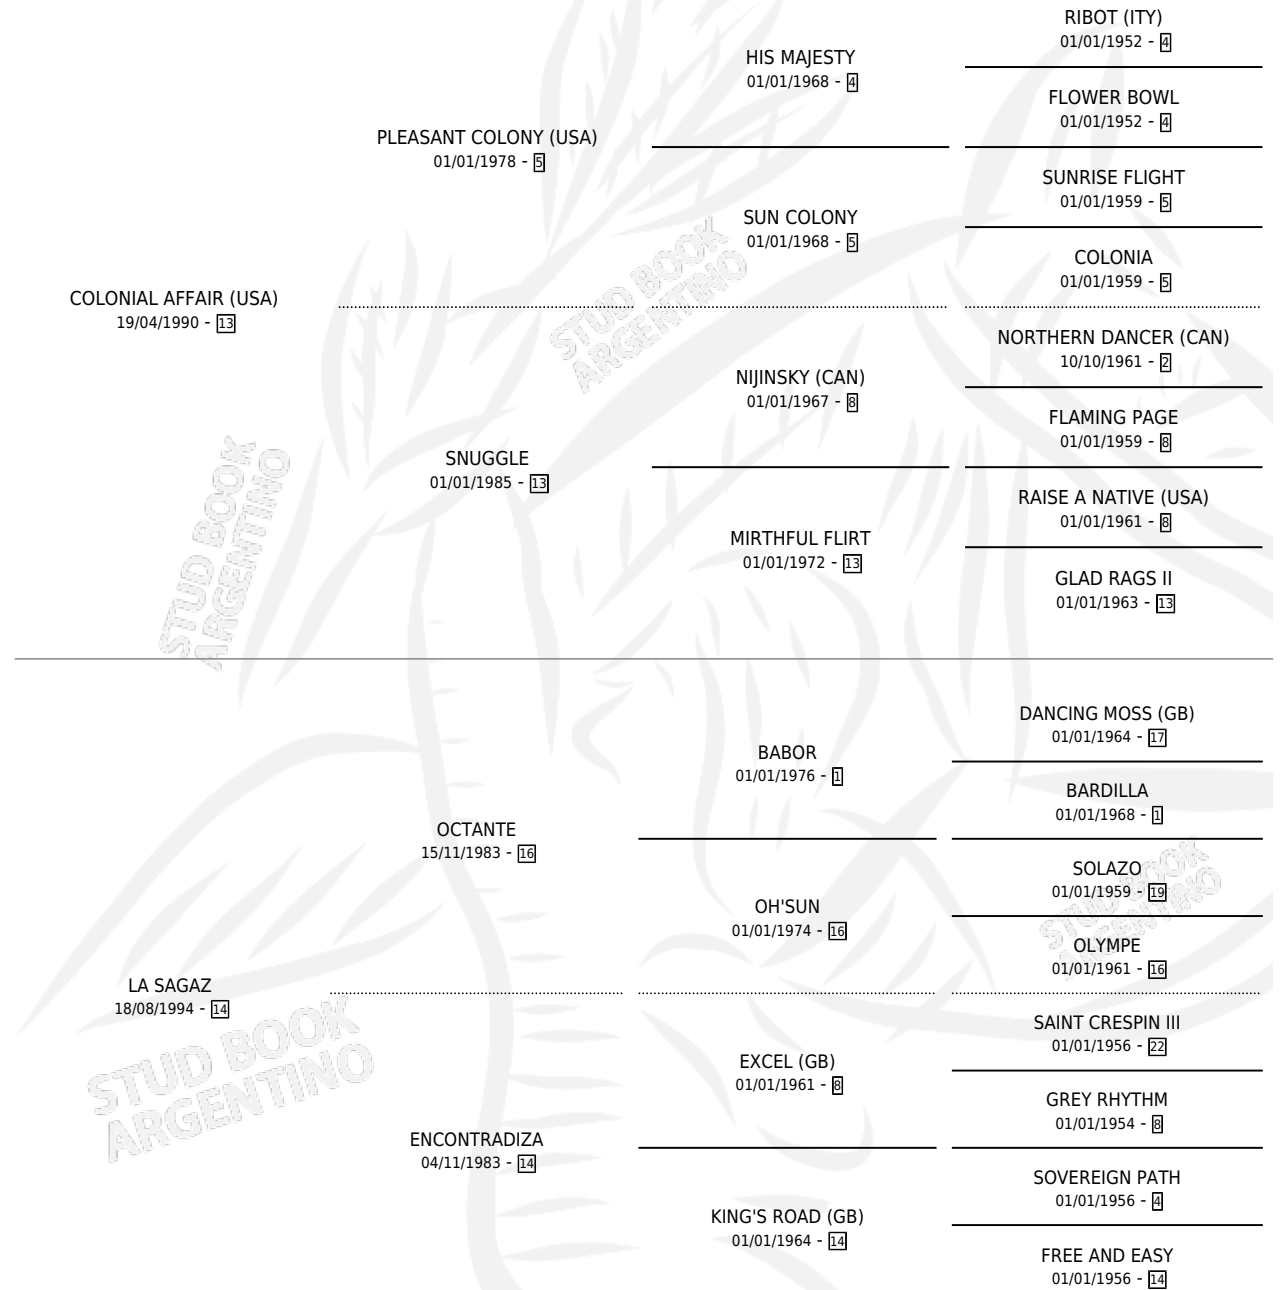 RIBOT (ITY)
01/01/1952 - 4
HIS MAJESTY
01/01/1968 - 4
FLOWER BOWL
01/01/1952 - 4
PLEASANT COLONY (USA)
01/01/1978 - 5
SUNRISE FLIGHT
01/01/1959 - 5
SUN COLONY
01/01/1968 - 5
COLONIA
01/01/1959 - 5
COLONIAL AFFAIR (USA)
19/04/1990 - 13
NORTHERN DANCER (CAN)
10/10/1961 - 2
NIJINSKY (CAN)
01/01/1967 - 8
FLAMING PAGE
01/01/1959 - 8
SNUGGLE
01/01/1985 - 13
RAISE A NATIVE (USA)
01/01/1961 - 8
MIRTHFUL FLIRT
01/01/1972 - 13
GLAD RAGS II
01/01/1963 - 13
DANCING MOSS (GB)
01/01/1964 - 17
BABOR
01/01/1976 - 1
BARDILLA
01/01/1968 - 1
OCTANTE
15/11/1983 - 16
SOLAZO
01/01/1959 - 19
OH'SUN
01/01/1974 - 16
OLYMPE
01/01/1961 - 16
LA SAGAZ
18/08/1994 - 14
SAINT CRESPIN III
01/01/1956 - 22
EXCEL (GB)
01/01/1961 - 8
GREY RHYTHM
01/01/1954 - 8
ENCONTRADIZA
04/11/1983 - 14
SOVEREIGN PATH
01/01/1956 - 4
KING'S ROAD (GB)
01/01/1964 - 14
FREE AND EASY
01/01/1956 - 14
STUD BOOK
ARGENTINO
STUD BOOK
ARGENTINO
STUD BOOK
ARGENTINO
STUD BOOK
ARGENTINO